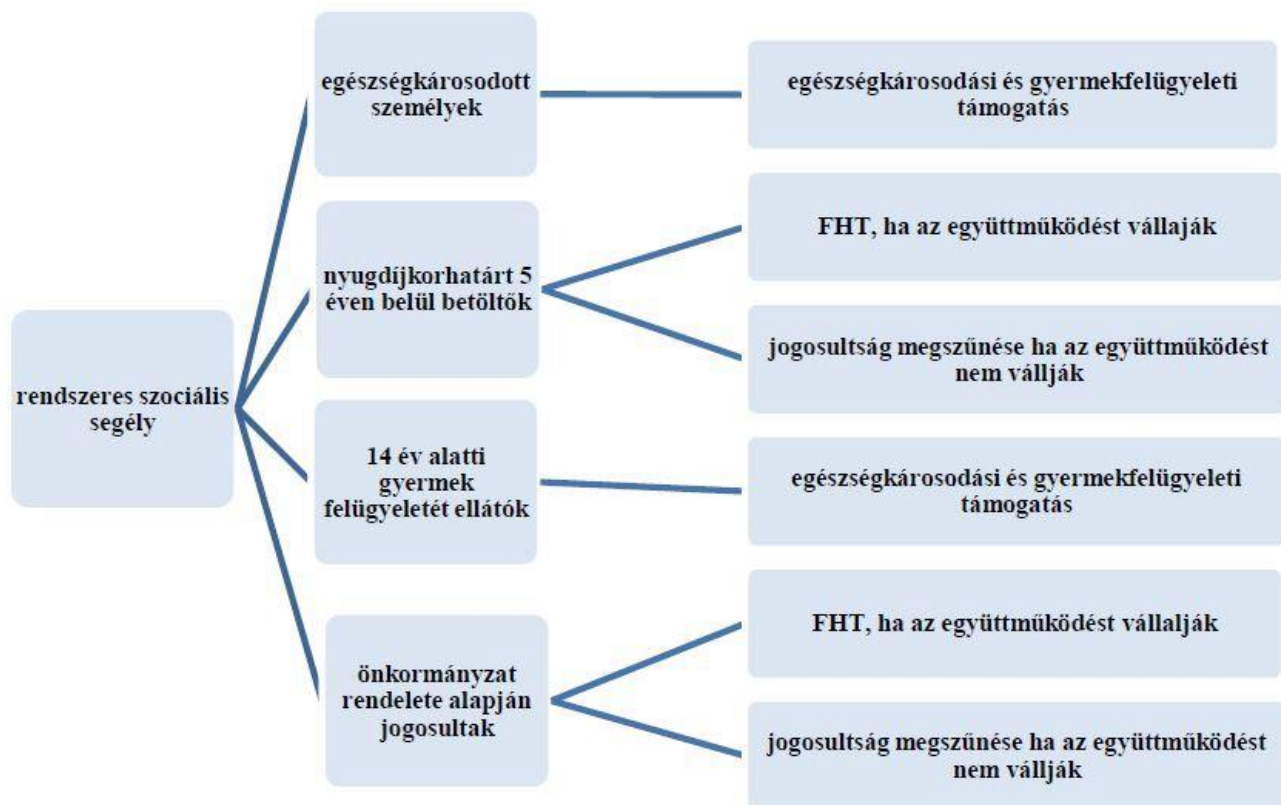 rendszeres szociális
segély
egészségkárosodott
személyek
egészségkárosodási és gyermekfelügyeleti
támogatás
nyugdíjkorhatárt 5
éven belül betöltők
FHT, ha az együttműködést vállaják
jogosultság megszűnése ha az együttműködést
nem vállják
14 év alatti
gyermek
felügyeletét ellátók
egészségkárosodási és gyermekfelügyeleti
támogatás
önkormányzat
rendelete alapján
jogosultak
FHT, ha az együttműködést vállalják
jogosultság megszűnése ha az együttműködést
nem vállják